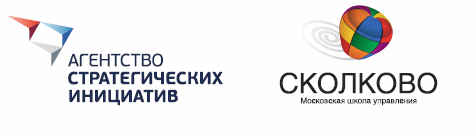 АГЕНТСТВО
СТРАТЕГИЧЕСКИХ
ИНИЦИАТИВ
СКОЛКОВО
Московская школа управления